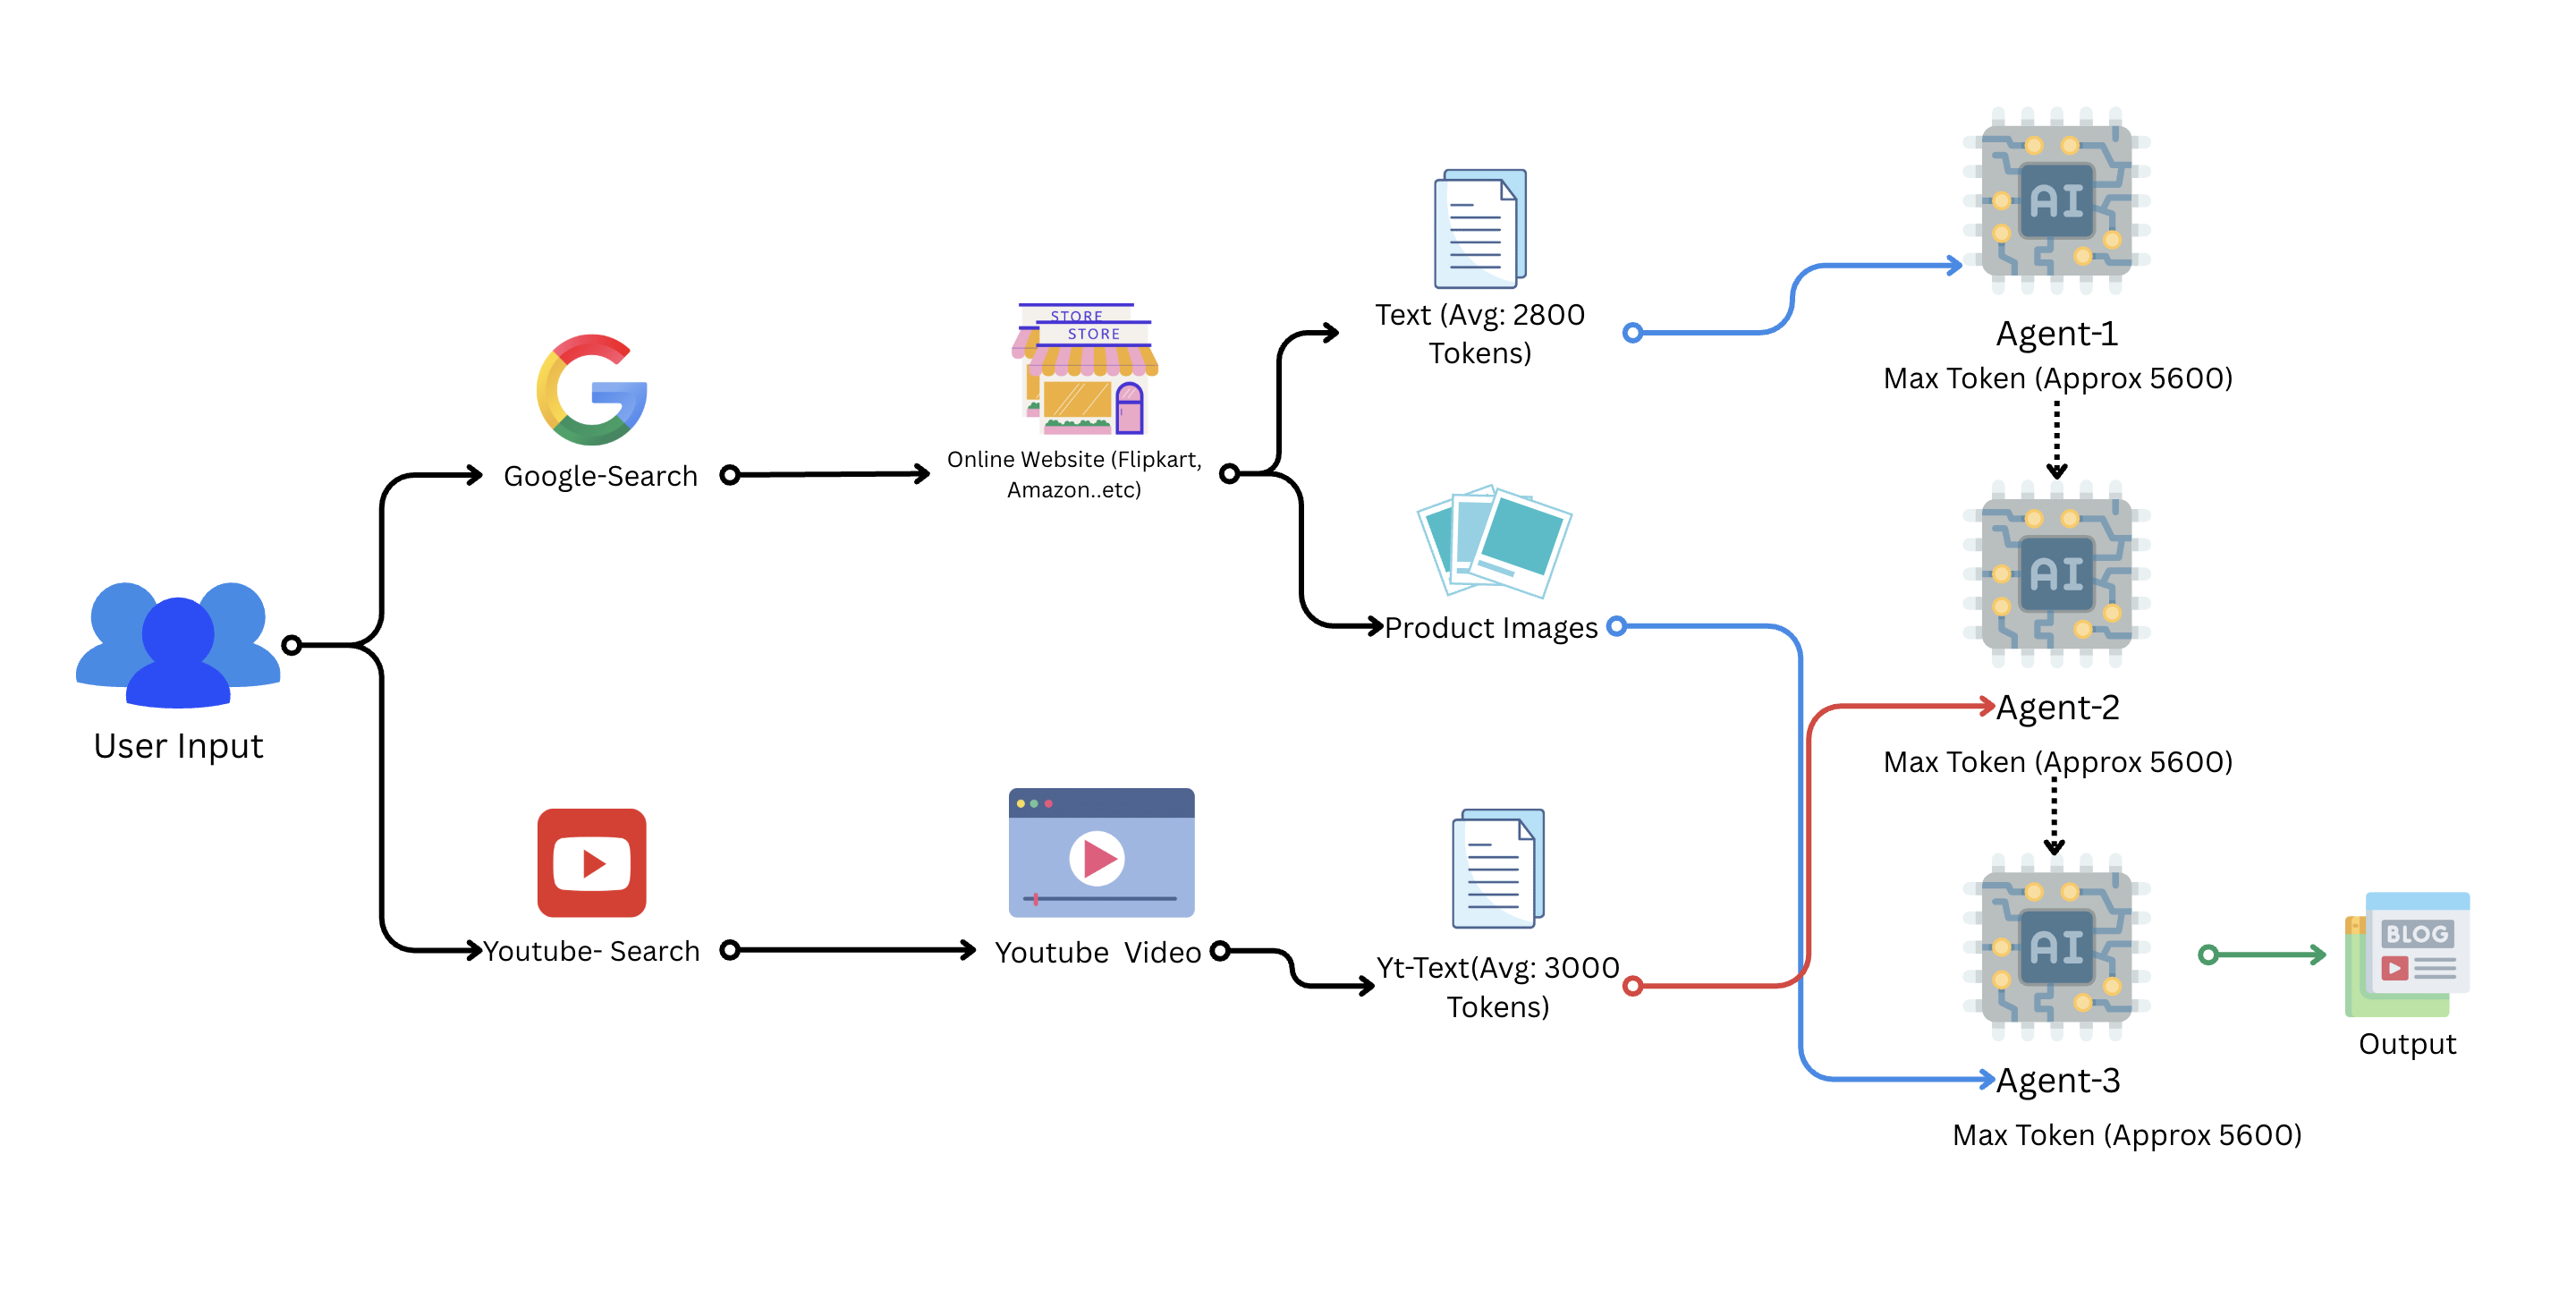 STORE
STORE
Google-Search
Online Website (Flipkart,
Amazon..etc)
Text (Avg: 2800
Tokens)
Product Images
User Input
Youtube- Search
Youtube Video
Yt-Text(Avg: 3000
Tokens)
AI
Agent-1
Max Token (Approx 5600)
AI
Agent-2
Max Token (Approx 5600)
AI
Agent-3
Max Token (Approx 5600)
BLOG
Output